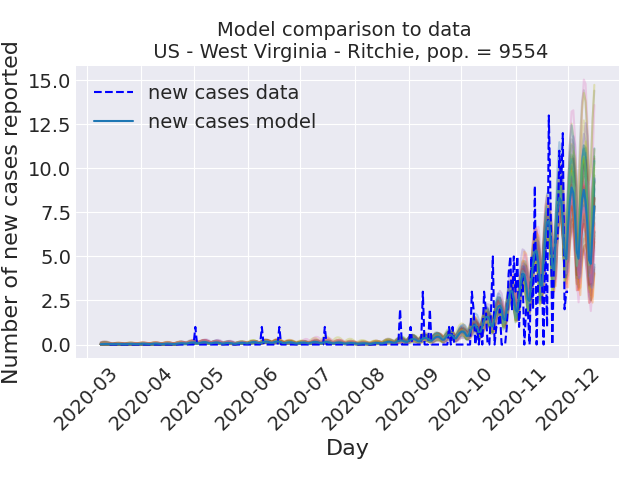 Model comparison to data
US - West Virginia - Ritchie, pop. = 9554
Number of new cases reported
15.0
12.5
10.0
7.5
5.0
2.5
0.0
new cases data
new cases model
2020-03
2020-04
2020-05
2020-06
2020-07
2020-08
2020-09
2020-10
2020-11
2020-12
Day